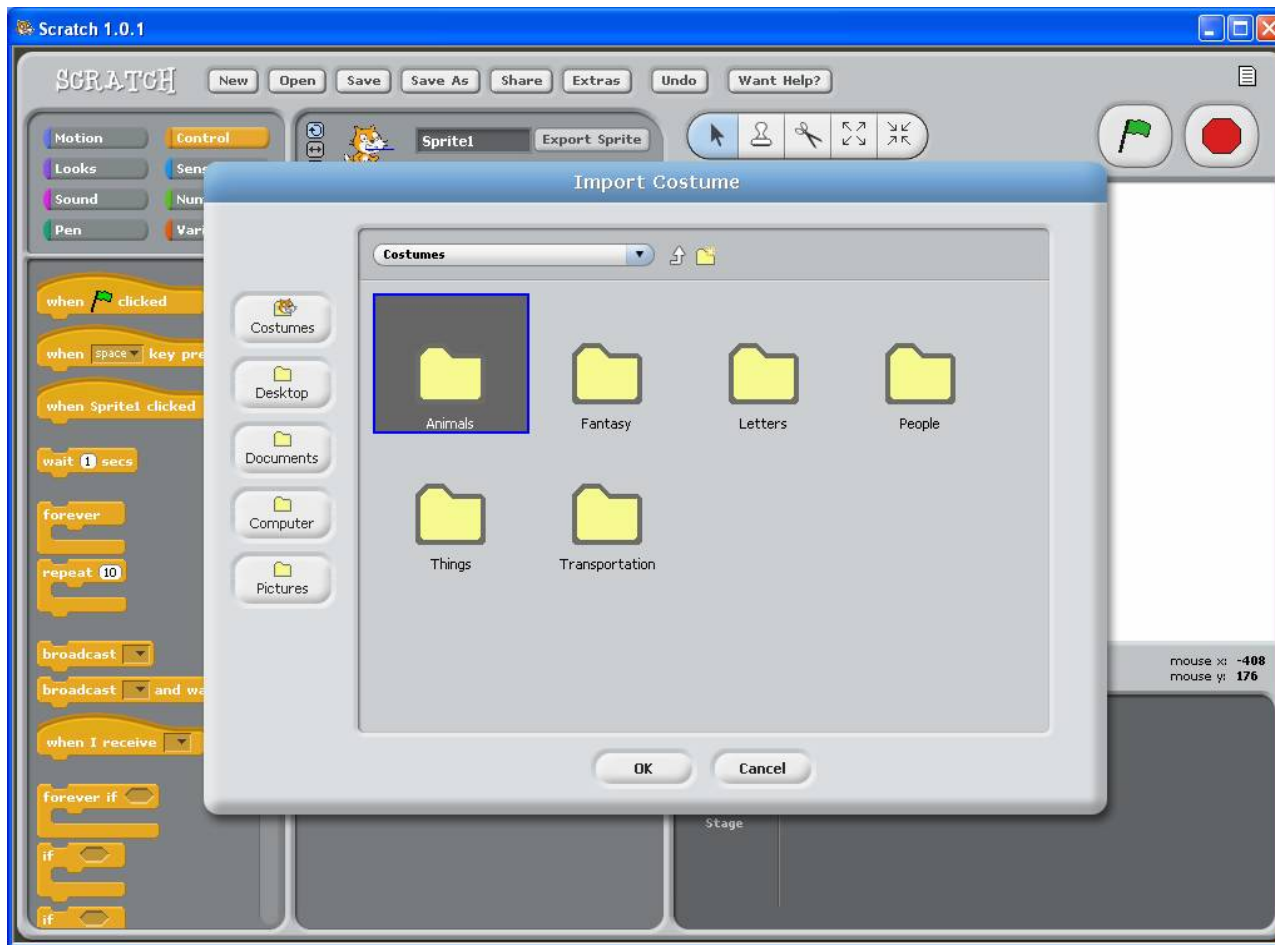 Scratch 1.0.1
SCRATCH New Open Save Save As Share Extras Undo Want Help?
Motion Control
Looks
Sound
Pen
Sprite1 Export Sprite
Import Costume
Costumes
Costumes
Desktop
Documents
Computer
Pictures
Animals Fantasy Letters People
Things Transportation
OK Cancel
when clicked
when space key pre
when Sprite1 clicked
wait 1 secs
forever
repeat 10
broadcast
broadcast and wa
when I receive
forever if
if
if
mouse x: -408
mouse y: 176
Stage